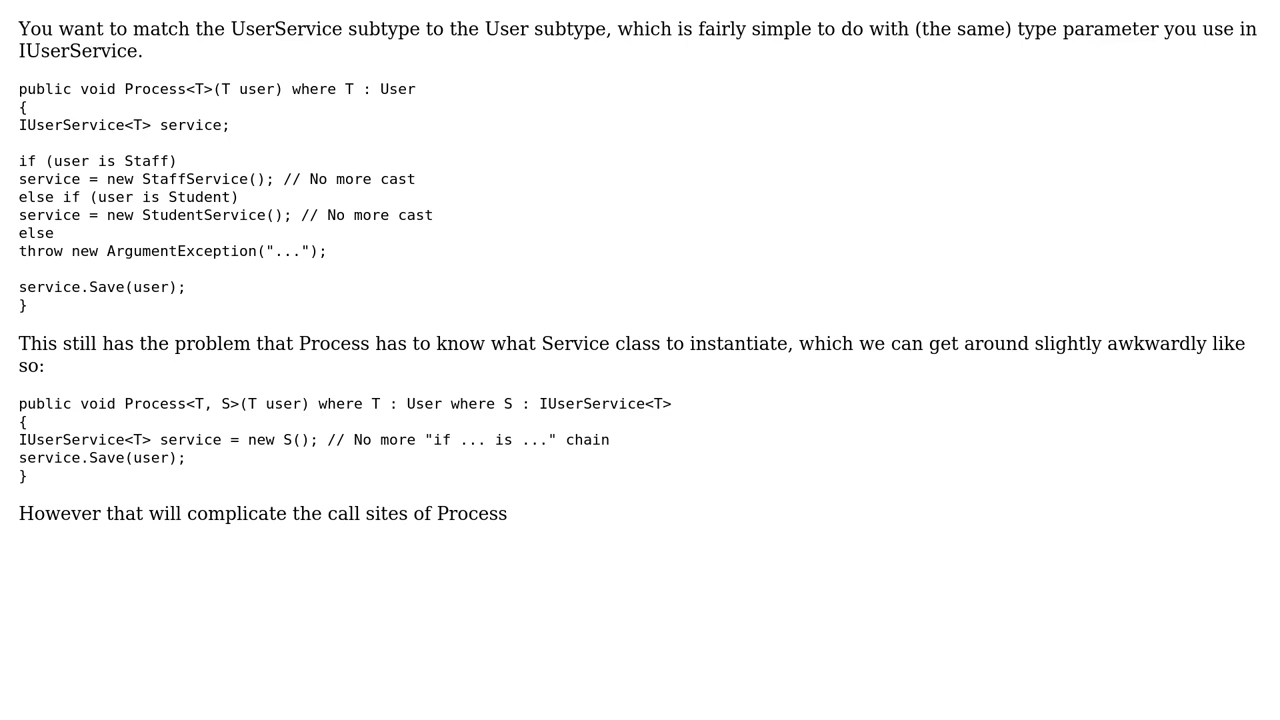 You want to match the UserService subtype to the User subtype, which is fairly simple to do with (the same) type parameter you use in
IUserService.
public void Process<T>(T user) where T : User
{
IUserService<T> service;
if (user is Staff)
service = new StaffService(); // No more cast
else if (user is Student)
service = new StudentService(); // No more cast
else
throw new ArgumentException("...");
service.Save(user);
}
This still has the problem that Process has to know what Service class to instantiate, which we can get around slightly awkwardly like
so:
public void Process<T, S>(T user) where T : User where S : IUserService<T>
{
IUserService<T> service = new S(); // No more "if ... is ..." chain
service.Save(user);
}
However that will complicate the call sites of Process